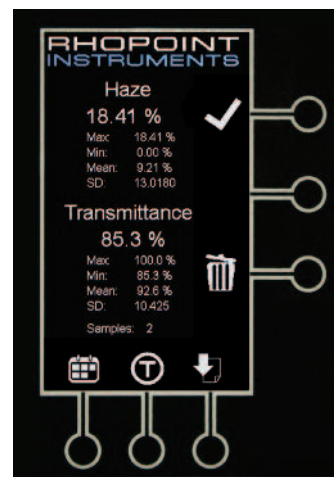 RHOPOINT
INSTRUMENTS
Haze
18.41 %
Max: 18.41 %
Min: 0.00 %
Mean: 9.21 %
SD: 13.0180
Transmittance
85.3 %
Max: 100.0 %
Min: 85.3 %
Mean: 92.6 %
SD: 10.425
Samples: 2
T